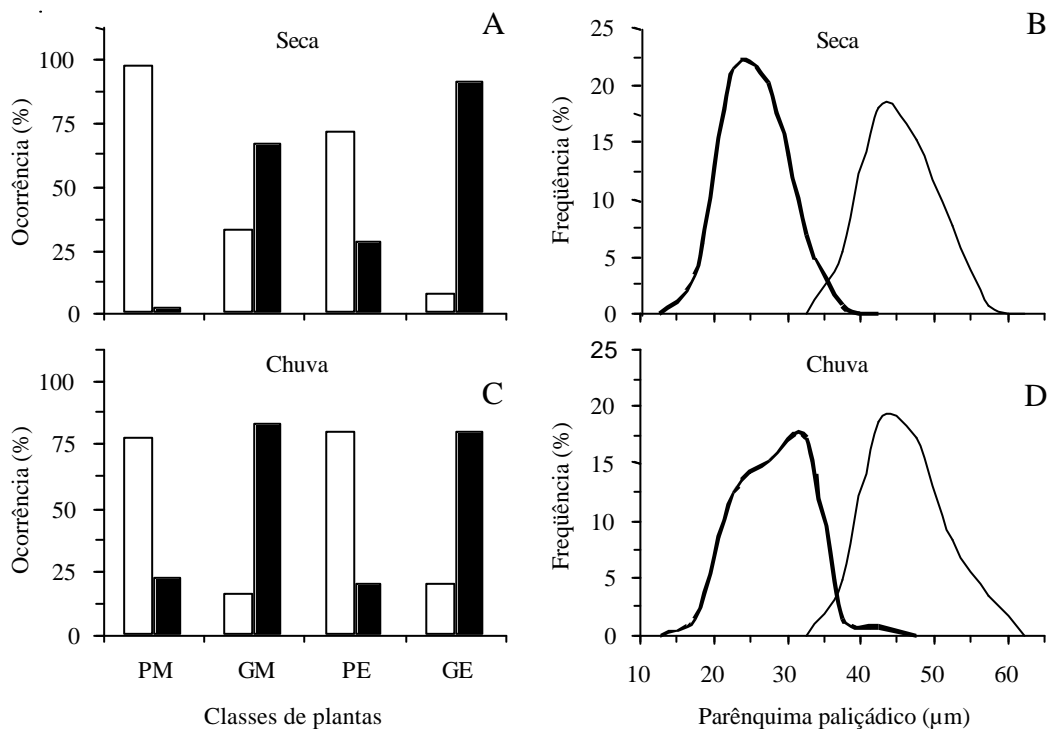 A
Seca
Ocorrência (%)
100
75
50
25
0
B
Seca
Freqüência (%)
25
20
15
10
5
0
C
Chuva
Ocorrência (%)
100
75
50
25
0
PM GM PE GE
Classes de plantas
D
Chuva
Freqüência (%)
25
20
15
10
5
0
10 20 30 40 50 60
Parênquima paliçádico (µm)